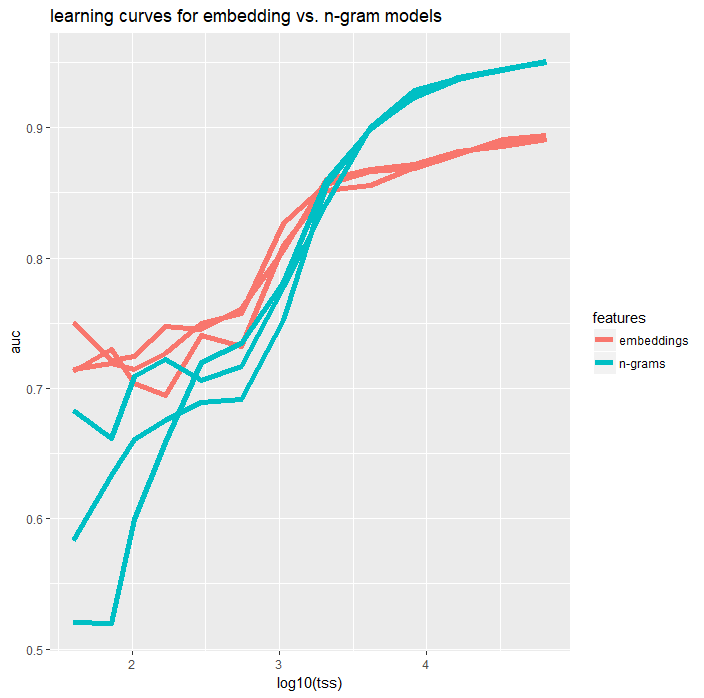 learning curves for embedding vs. n-gram models
auc
0.9
0.8
0.7
0.6
0.5
2
3
4
log10(tss)
features
embeddings
n-grams